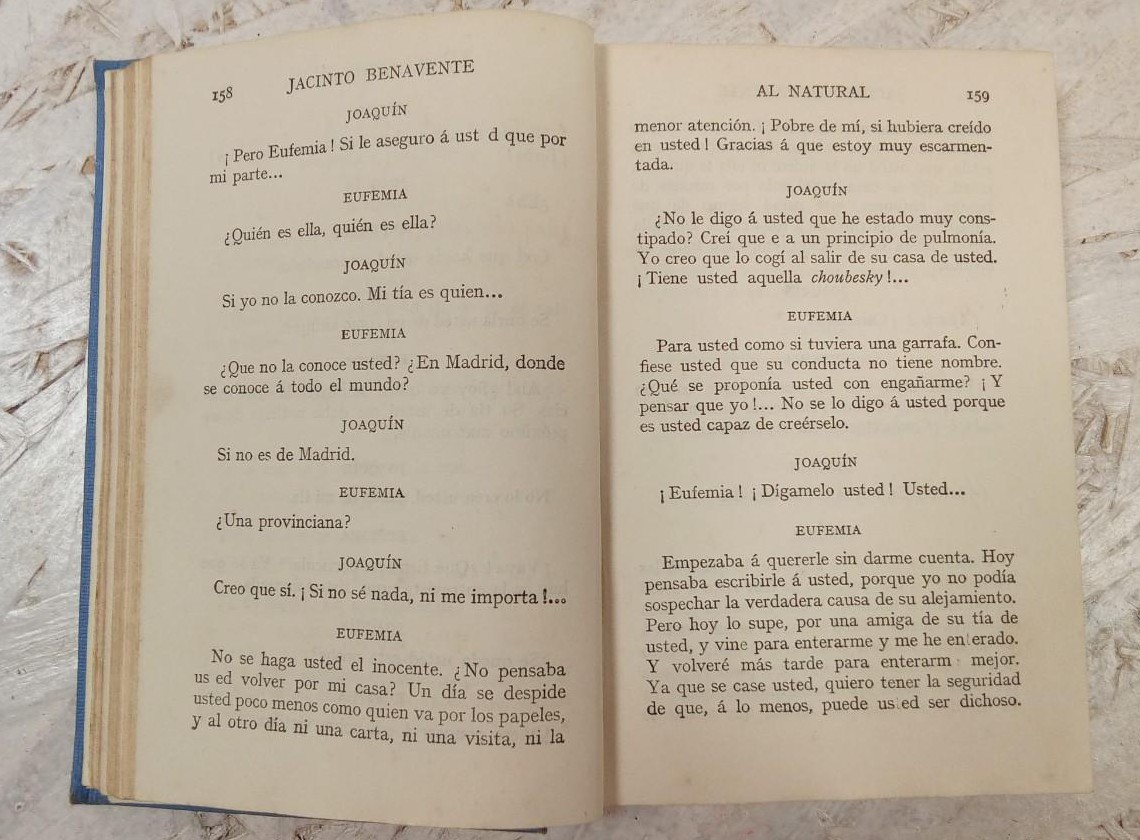 158
JACINTO BENAVENTE
JOAQUÍN
¡ Pero Eufemia ! Si le aseguro á ust d que por
mi parte...
EUFEMIA
¿Quién es ella, quién es ella?
JOAQUÍN
Si yo no la conozco. Mi tía es quien...
EUFEMIA
¿Que no la conoce usted? ¿En Madrid, donde
se conoce á todo el mundo?
JOAQUÍN
Si no es de Madrid.
EUFEMIA
¿Una provinciana?
JOAQUÍN
Creo que sí. ¡ Si no sé nada, ni me importa !...
EUFEMIA
No se haga usted el inocente. ¿No pensaba
us ed volver por mi casa? Un día se despide
usted poco menos como quien va por los papeles,
y al otro día ni una carta, ni una visita, ni la
AL NATURAL
159
menor atención. ¡ Pobre de mí, si hubiera creído
en usted ! Gracias á que estoy muy escarmen-
tada.
JOAQUÍN
¿No le digo á usted que he estado muy cons-
tipado? Creí que e a un principio de pulmonía.
Yo creo que lo cogí al salir de su casa de usted.
¡ Tiene usted aquella choubesky !...
EUFEMIA
Para usted como si tuviera una garrafa. Con-
fiese usted que su conducta no tiene nombre.
¿Qué se proponía usted con engañarme? ¡ Y
pensar que yo !... No se lo digo á usted porque
es usted capaz de creérselo.
JOAQUÍN
¡ Eufemia ! ¡ Dígamelo usted ! Usted...
EUFEMIA
Empezaba á quererle sin darme cuenta. Hoy
pensaba escribirle á usted, porque yo no podía
sospechar la verdadera causa de su alejamiento.
Pero hoy lo supe, por una amiga de su tía de
usted, y vine para enterarme y me he enterado.
Y volveré más tarde para enterarm mejor.
Ya que se case usted, quiero tener la seguridad
de que, á lo menos, puede usted ser dichoso.